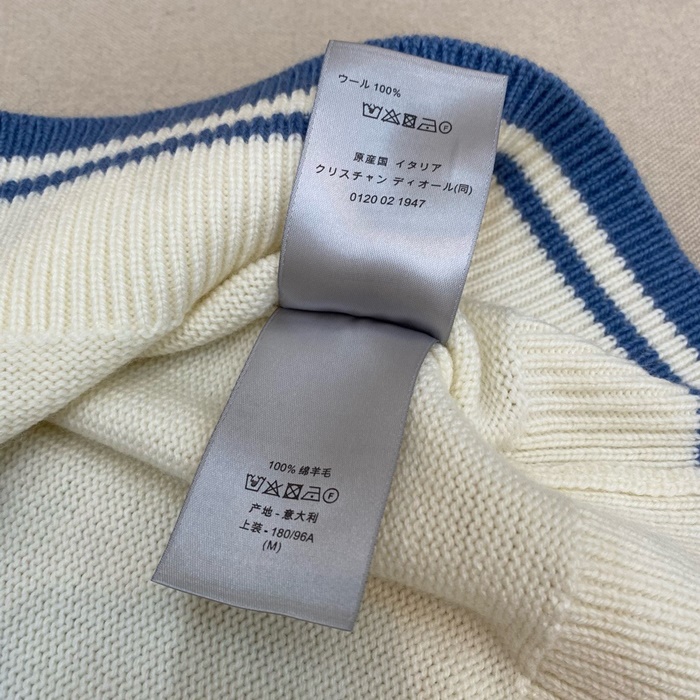 ウール 100%
F
原産国 イタリア
クリスチャン ディオール(同)
0120 02 1947
100% 绵羊毛
F
产地 - 意大利
上装 - 180/96A
(M)